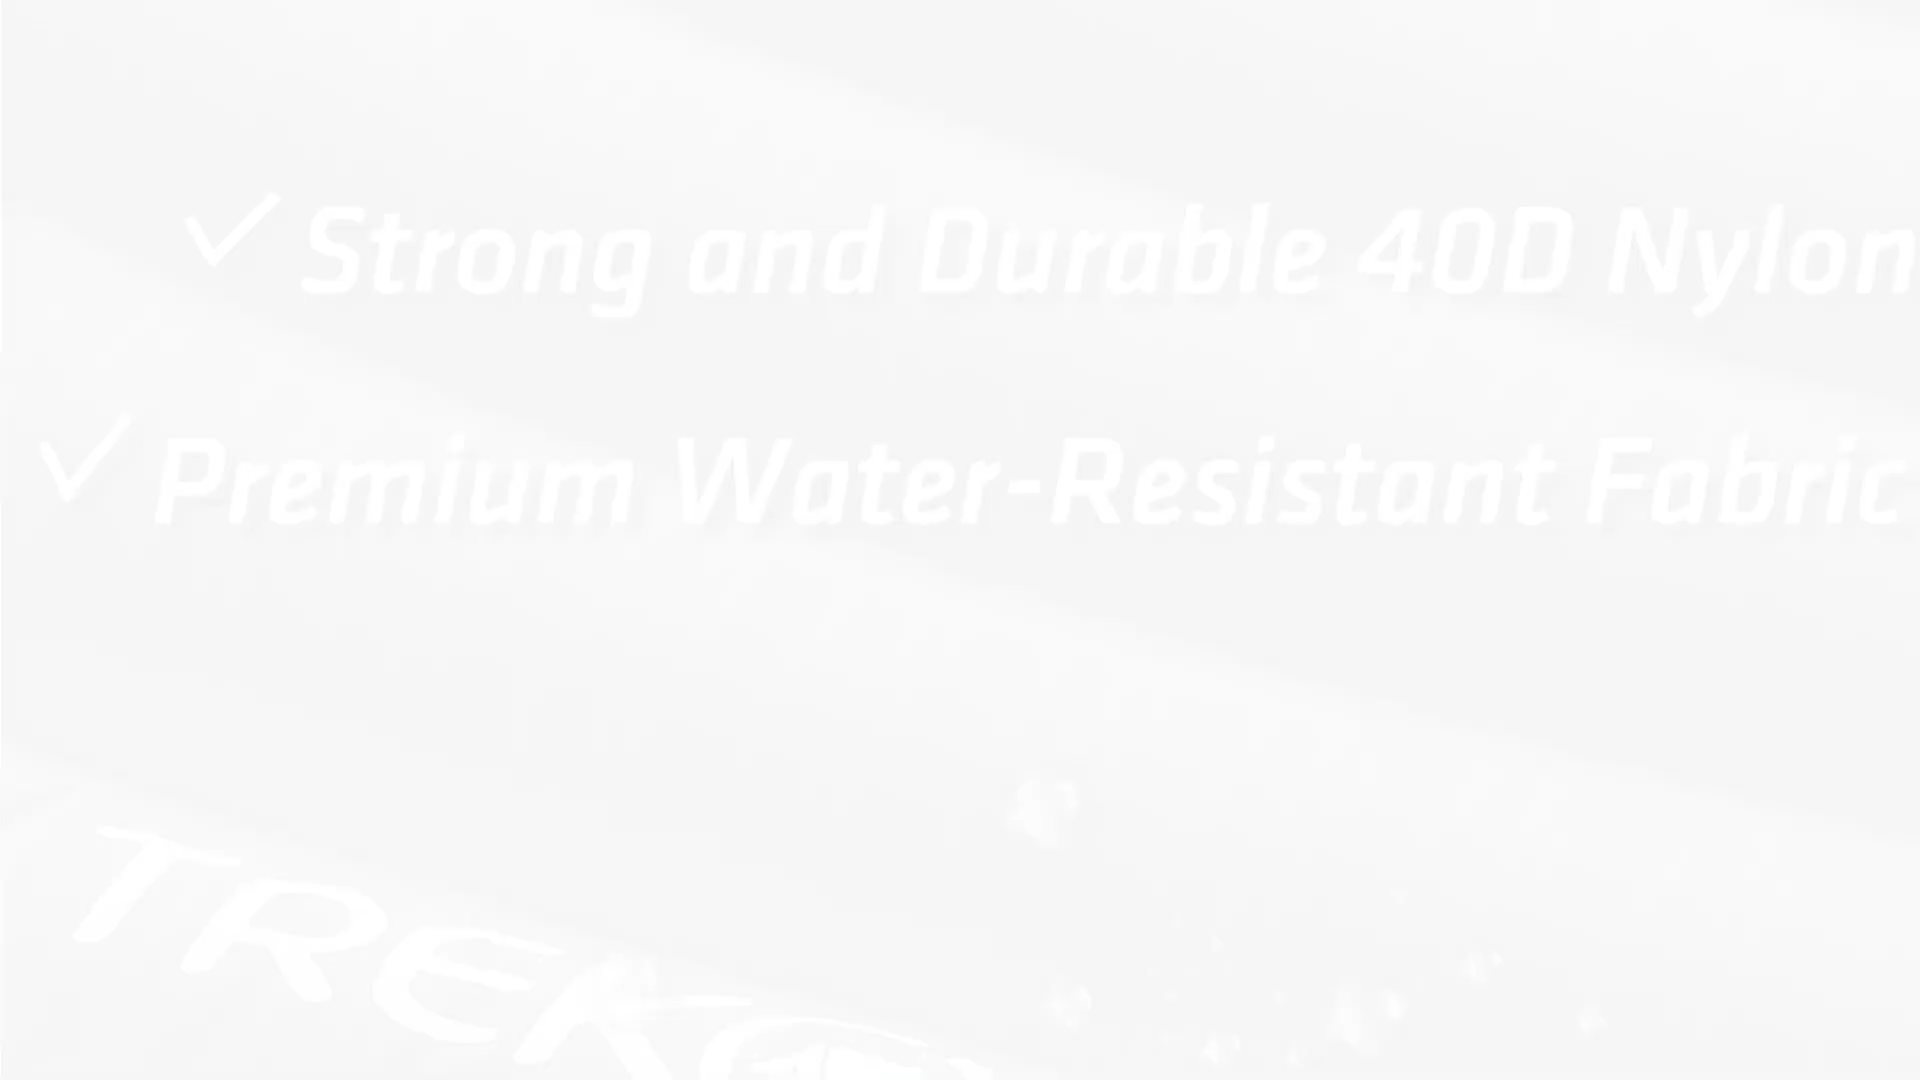 ✓ Strong and Durable 40D Nylon
✓ Premium Water-Resistant Fabric